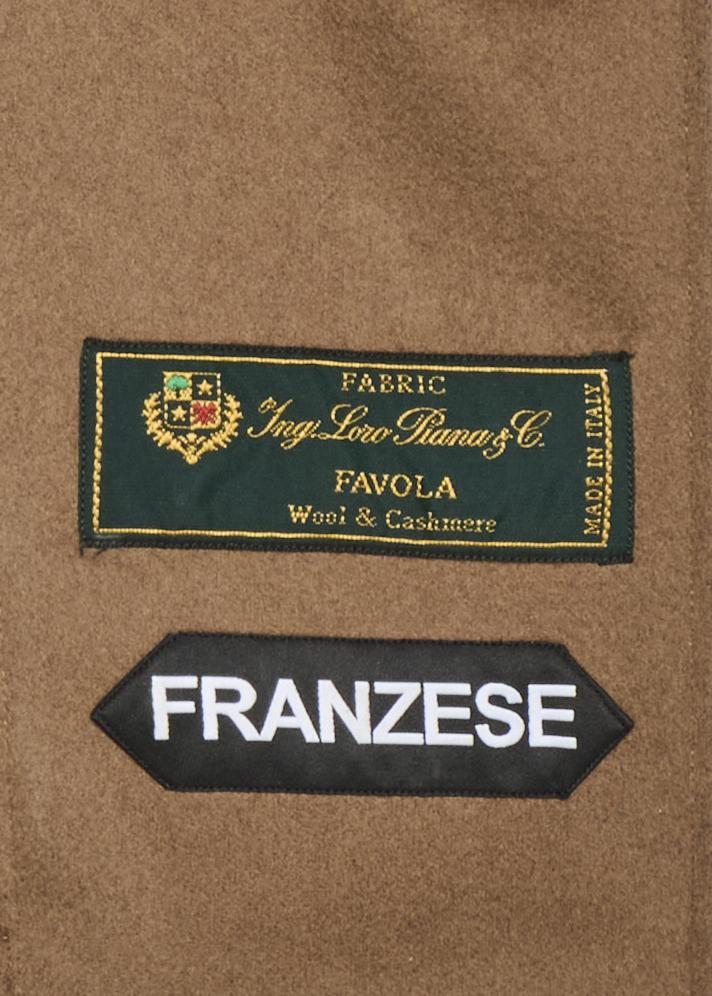 FABRIC
Ing. Loro Piana & C.
FAVOLA
Wool & Cashmere
MADE IN ITALY
FRANZESE